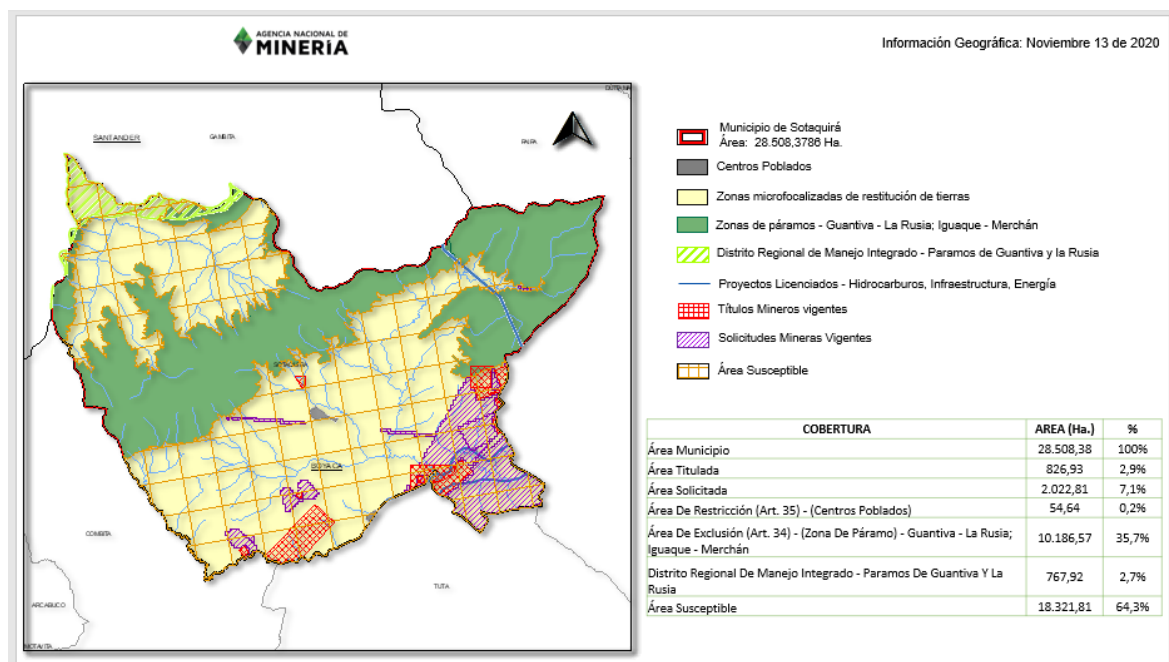 AGENCIA NACIONAL DE
MINERÍA
Información Geográfica: Noviembre 13 de 2020
SANTANDER
GAMBITA
PAIPA
SOTAQUIRA
BOYACA
COMBITA
TUTA
ARCABUCO
MOTAVITA
Municipio de Sotaquirá
Área: 28.508,3786 Ha.
Centros Poblados
Zonas microfocalizadas de restitución de tierras
Zonas de páramos - Guantiva - La Rusia; Iguaque - Merchán
Distrito Regional de Manejo Integrado - Paramos de Guantiva y la Rusia
Proyectos Licenciados - Hidrocarburos, Infraestructura, Energía
Títulos Mineros vigentes
Solicitudes Mineras Vigentes
Área Susceptible
COBERTURA AREA (Ha.) %
Área Municipio 28.508,38 100%
Área Titulada 826,93 2,9%
Área Solicitada 2.022,81 7,1%
Área De Restricción (Art. 35) - (Centros Poblados) 54,64 0,2%
Área De Exclusión (Art. 34) - (Zona De Páramo) - Guantiva - La Rusia;
Iguaque - Merchán 10.186,57 35,7%
Distrito Regional De Manejo Integrado - Paramos De Guantiva Y La
Rusia 767,92 2,7%
Área Susceptible 18.321,81 64,3%